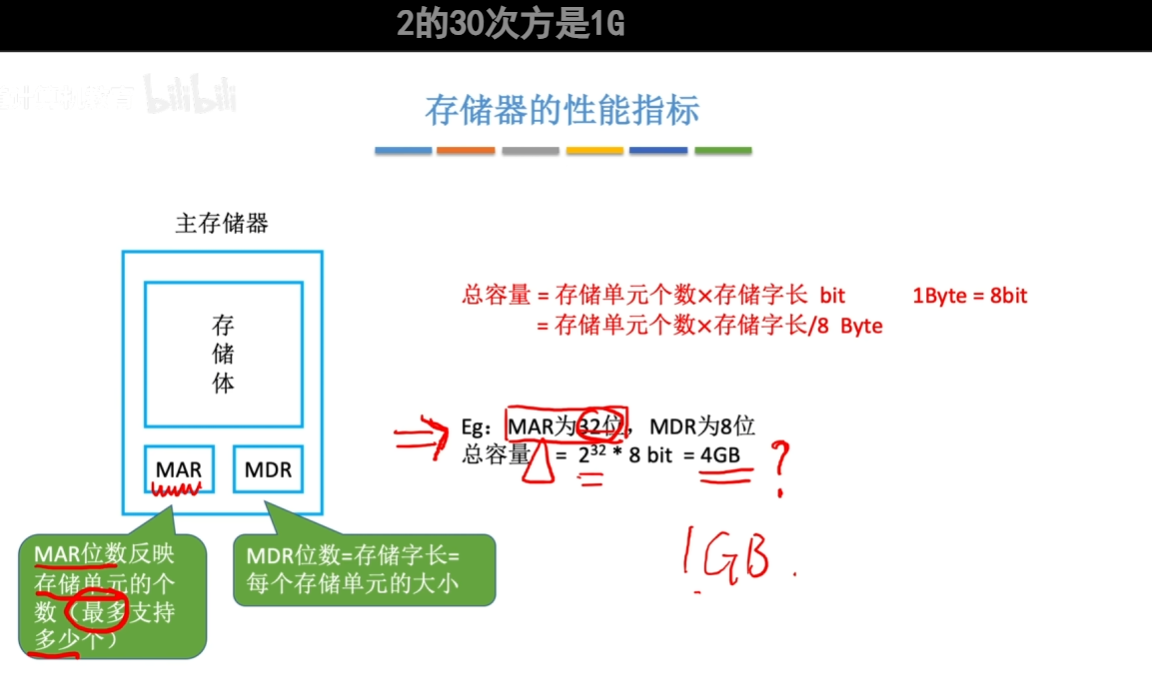 2的30次方是1G
bilibili
存储器的性能指标
主存储器
存
储
体
MAR
MDR
总容量 = 存储单元个数×存储字长 bit 1Byte = 8bit
= 存储单元个数×存储字长/8 Byte
Eg：MAR为32位，MDR为8位
总容量 = 2³² * 8 bit = 4GB ?
1GB.
MAR位数反映
存储单元的个
数（最多支持
多少个）
MDR位数=存储字长=
每个存储单元的大小